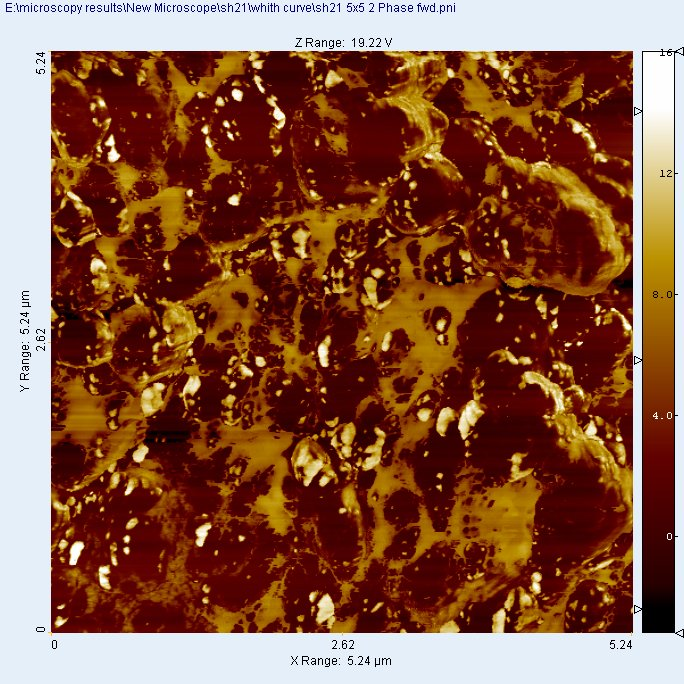 E:\microscopy results\New Microscope\sh21\whith curve\sh21 5x5 2 Phase fwd.pni
Z Range: 19.22 V
5.24
16
12
8.0
Y Range: 5.24 µm
2.62
4.0
0
0
0
2.62
5.24
X Range: 5.24 µm